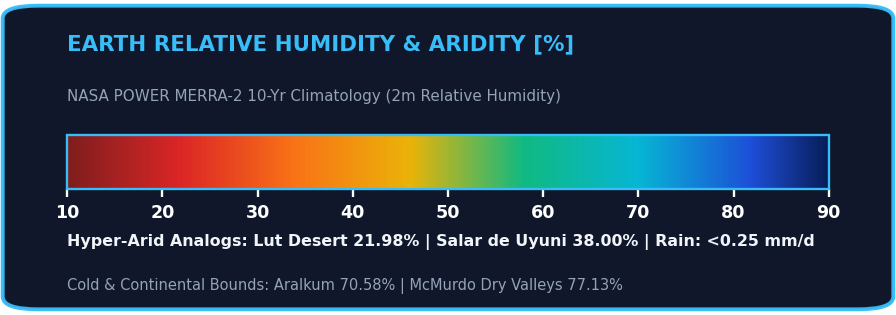 EARTH RELATIVE HUMIDITY & ARIDITY [%]
NASA POWER MERRA-2 10-Yr Climatology (2m Relative Humidity)
10 20 30 40 50 60 70 80 90
Hyper-Arid Analogs: Lut Desert 21.98% | Salar de Uyuni 38.00% | Rain: <0.25 mm/d
Cold & Continental Bounds: Aralkum 70.58% | McMurdo Dry Valleys 77.13%